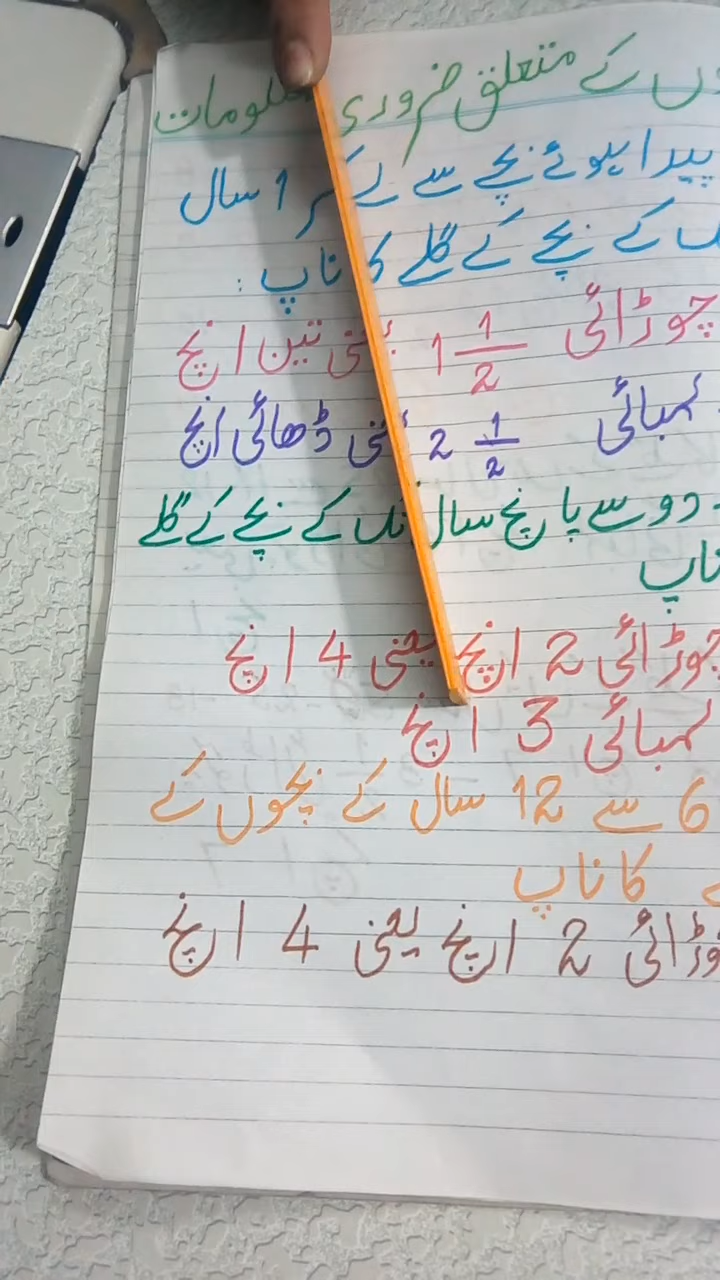 کے متعلق ضروری معلومات
پیدا ہوئے بچے سے لے کر 1 سال
کے بچے کے گلے کا ناپ :
چوڑائی 1 1/2 یعنی تین انچ
لمبائی 2 1/2 یعنی ڈھائی انچ
دو سے پانچ سال تک کے بچے کے گلے
ناپ
چوڑائی 2 انچ یعنی 4 انچ
لمبائی 3 انچ
6 سے 12 سال کے بچوں کے
کا ناپ
چوڑائی 2 انچ یعنی 4 انچ